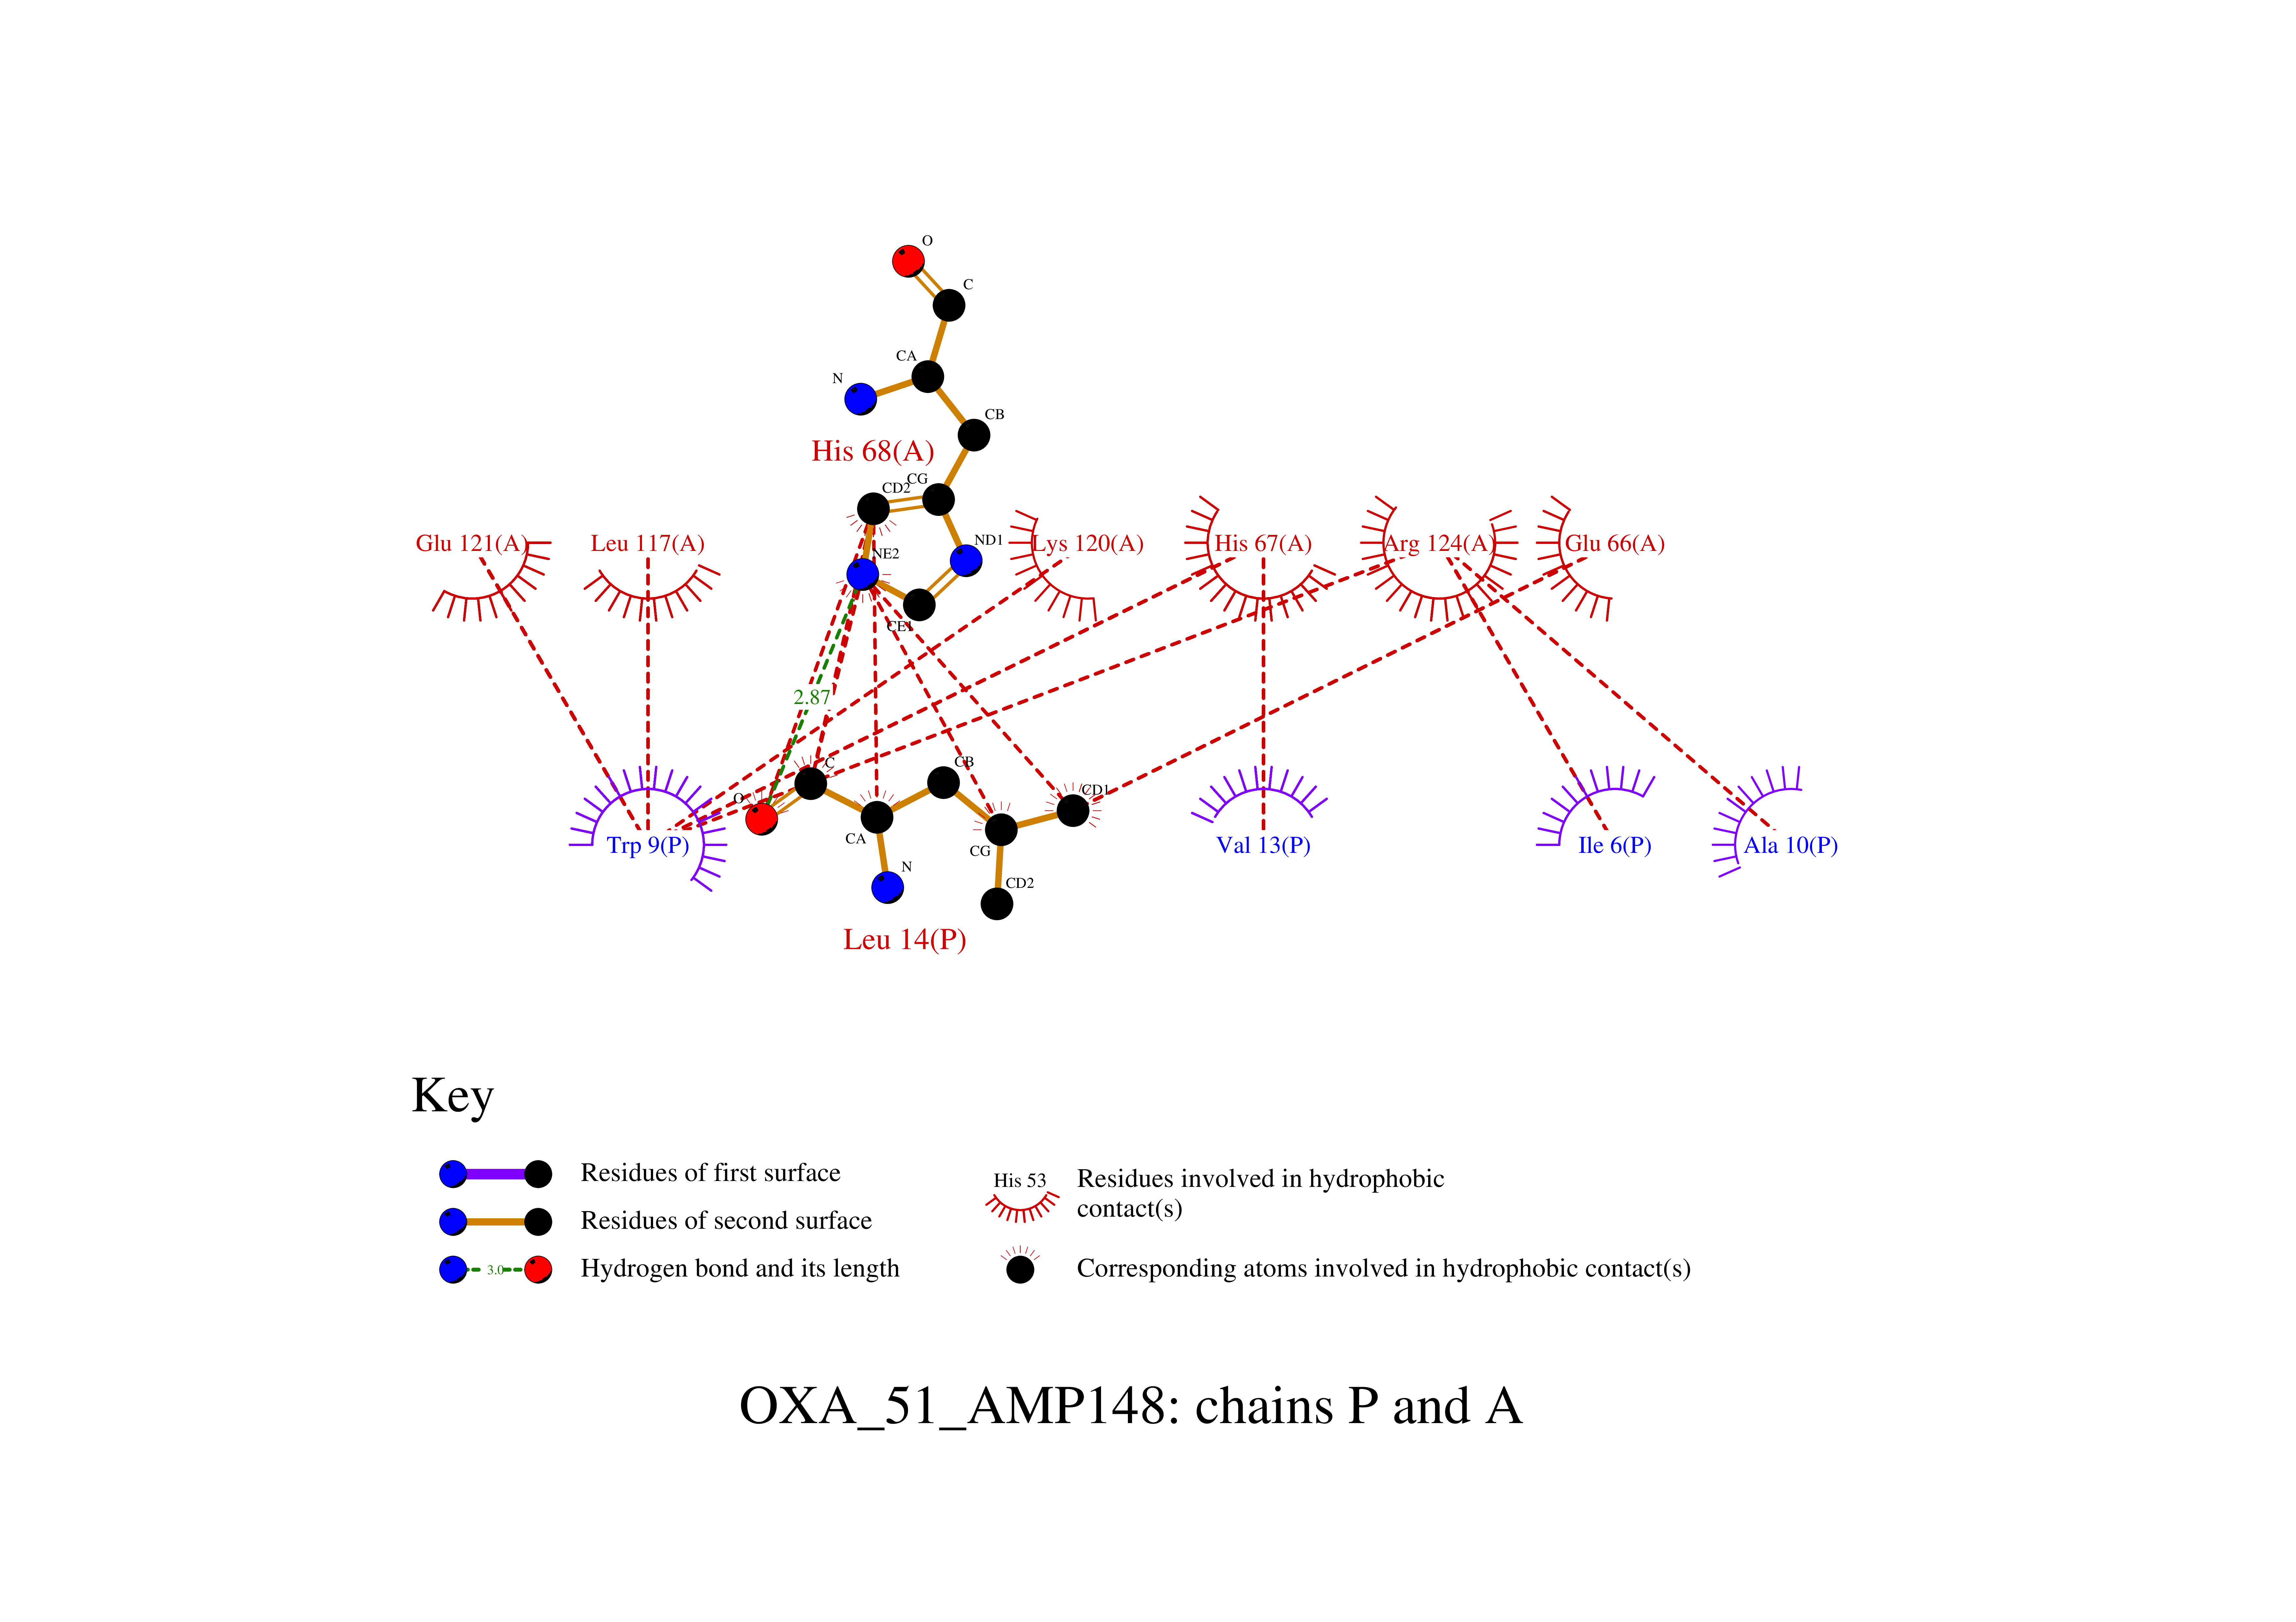 O
C
CA
N
CB
His 68(A)
CG
CD2
Glu 121(A)
Leu 117(A)
NE2
ND1
Lys 120(A)
His 67(A)
Arg 124(A)
Glu 66(A)
CE1
2.87
C
CB
CD1
O
Trp 9(P)
CA
CG
Val 13(P)
Ile 6(P)
Ala 10(P)
N
CD2
Leu 14(P)
Key
Residues of first surface
Residues of second surface
3.0
Hydrogen bond and its length
His 53
Residues involved in hydrophobic
contact(s)
Corresponding atoms involved in hydrophobic contact(s)
OXA_51_AMP148: chains P and A